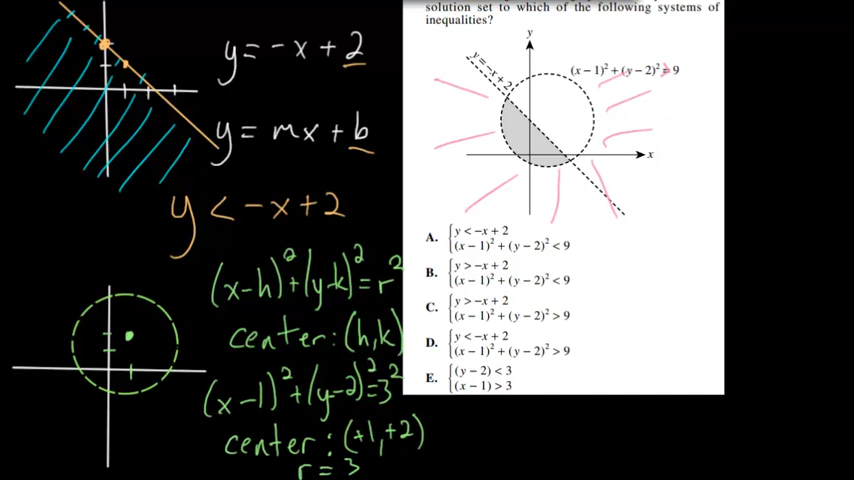 y = -x + 2
y = mx + b
y < -x + 2
(x-h)² + (y-k)² = r²
center: (h,k)
(x-1)² + (y-2)² = 3²
center: (+1,+2)
r = 3
solution set to which of the following systems of
inequalities?
y
y = -x + 2
(x – 1)² + (y – 2)² = 9
x
A. {y < –x + 2
(x – 1)² + (y – 2)² < 9
B. {y > –x + 2
(x – 1)² + (y – 2)² < 9
C. {y > –x + 2
(x – 1)² + (y – 2)² > 9
D. {y < –x + 2
(x – 1)² + (y – 2)² > 9
E. {(y – 2) < 3
(x – 1) > 3